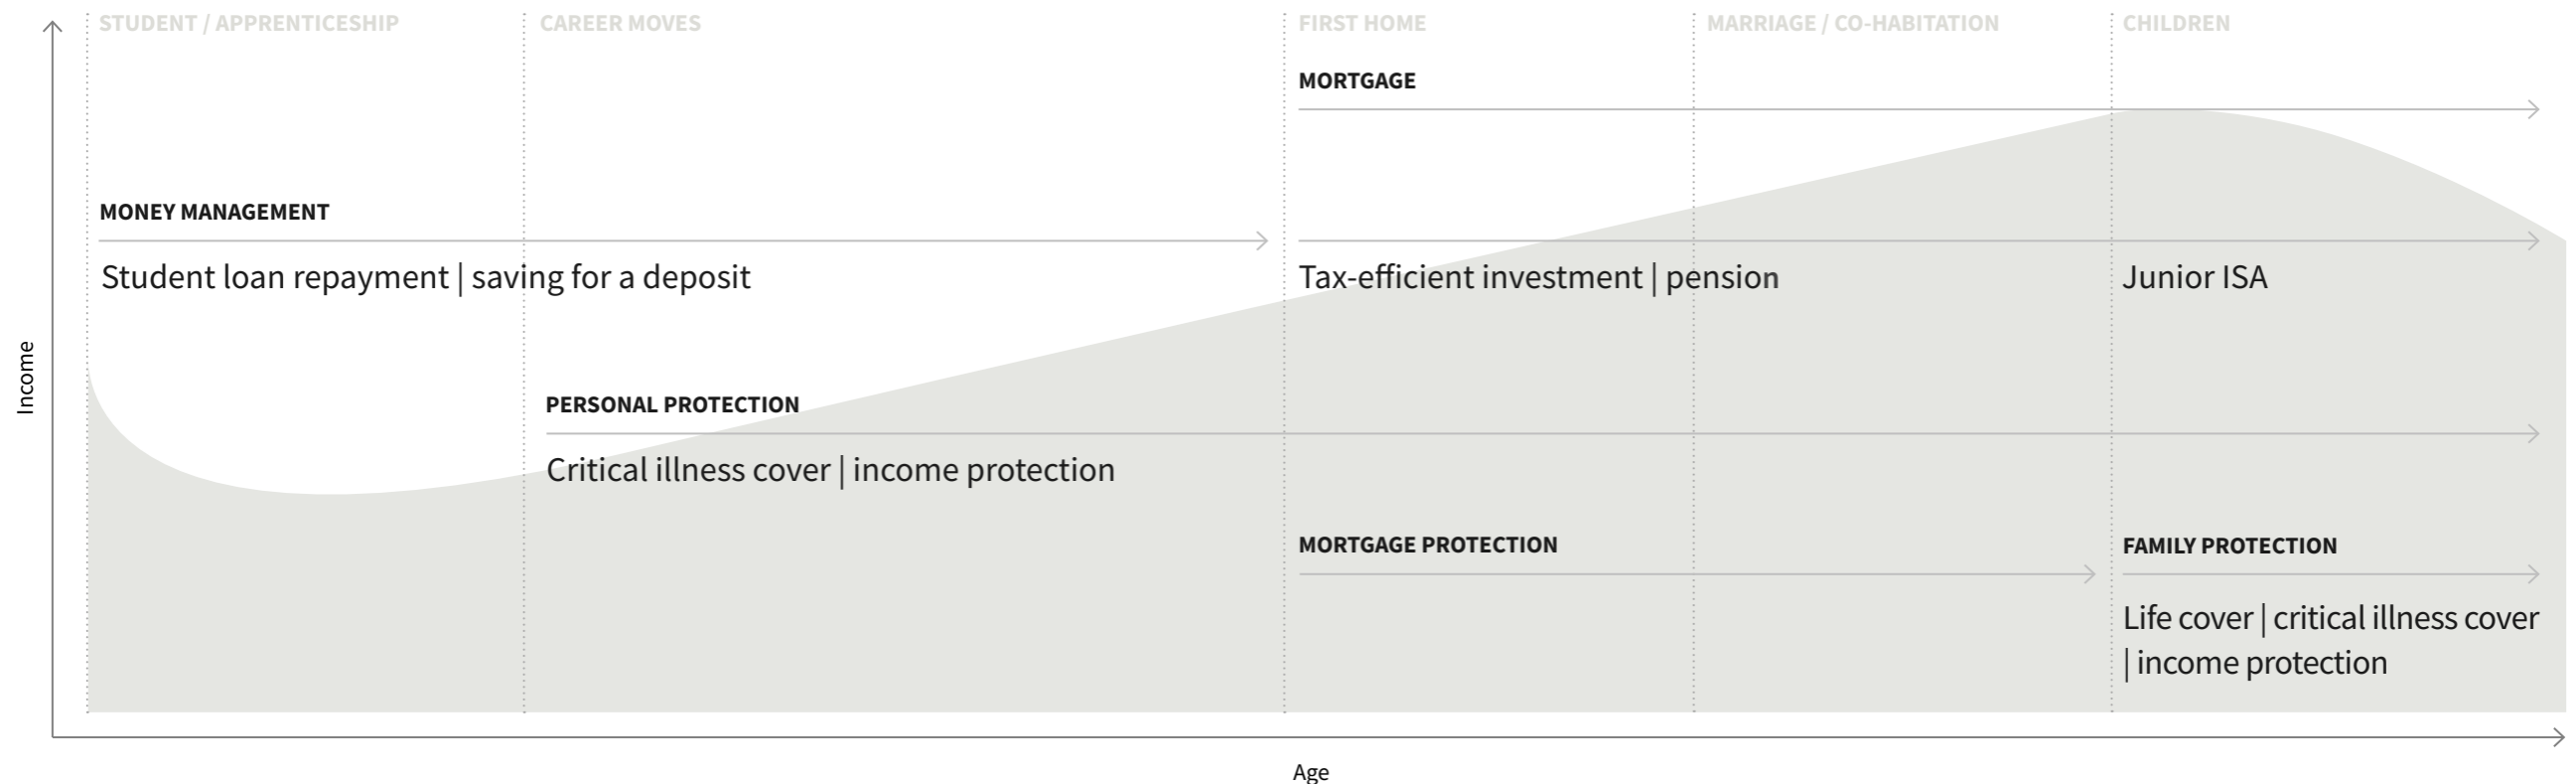 STUDENT / APPRENTICESHIP
CAREER MOVES
FIRST HOME
MARRIAGE / CO-HABITATION
CHILDREN
MORTGAGE
MONEY MANAGEMENT
Student loan repayment | saving for a deposit
Tax-efficient investment | pension
Junior ISA
Income
PERSONAL PROTECTION
Critical illness cover | income protection
MORTGAGE PROTECTION
FAMILY PROTECTION
Life cover | critical illness cover
| income protection
Age